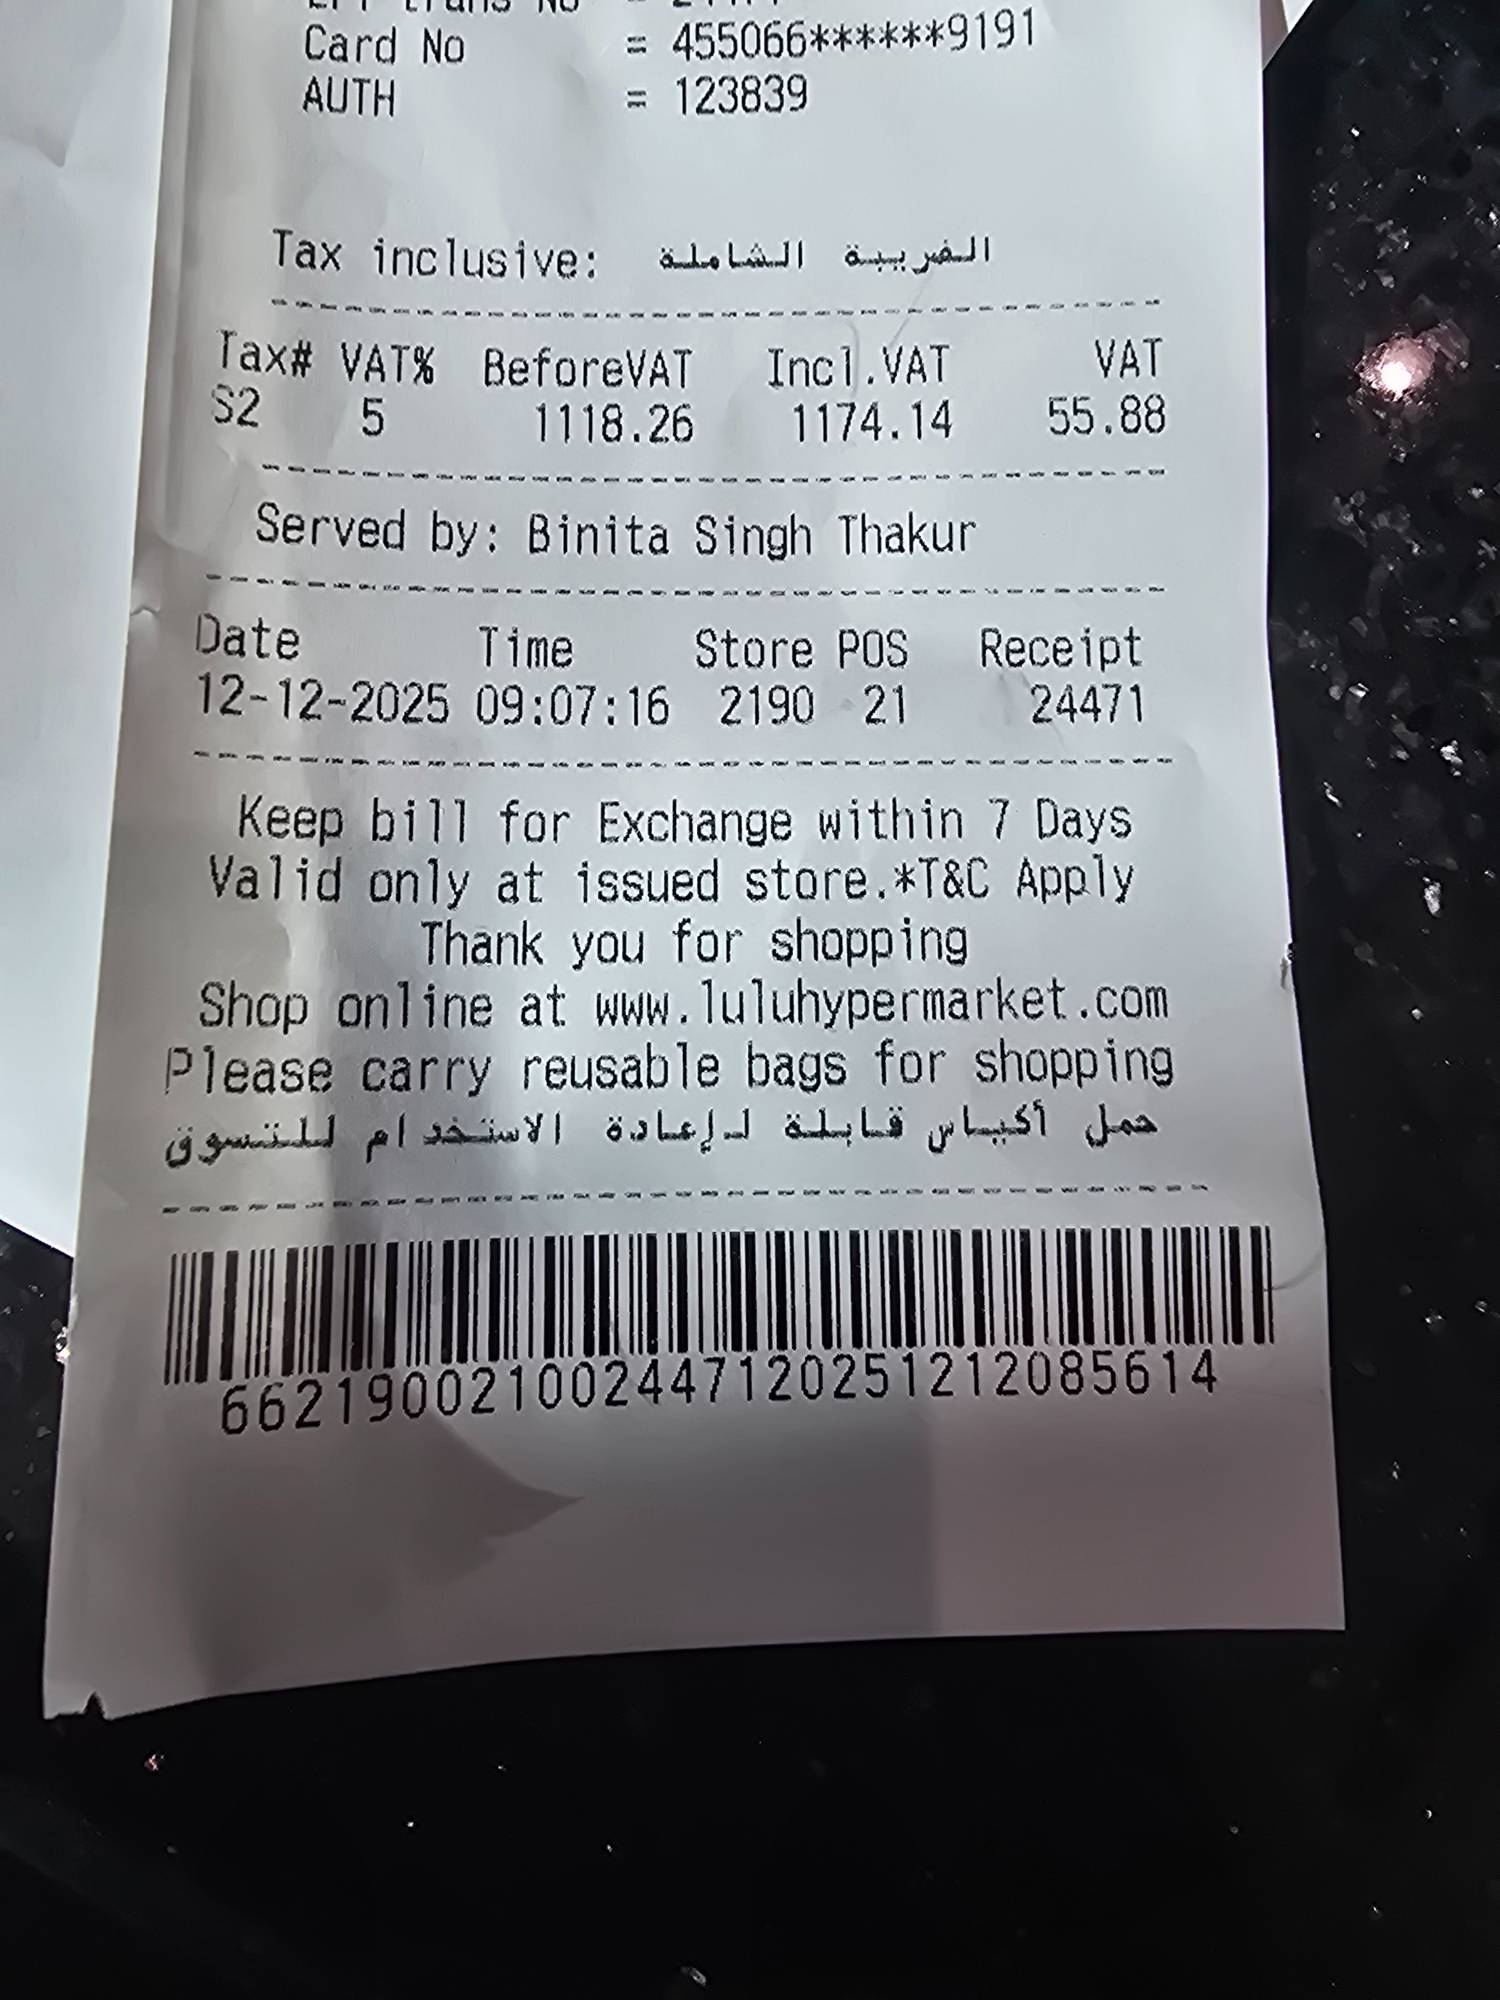 Card No = 455066******9191
AUTH = 123839
Tax inclusive: الضريبة الشاملة
Tax# VAT% BeforeVAT Incl.VAT VAT
S2 5 1118.26 1174.14 55.88
Served by: Binita Singh Thakur
Date Time Store POS Receipt
12-12-2025 09:07:16 2190 21 24471
Keep bill for Exchange within 7 Days
Valid only at issued store.*T&C Apply
Thank you for shopping
Shop online at www.luluhypermarket.com
Please carry reusable bags for shopping
حمل أكياس قابلة لإعادة الاستخدام للتسوق
662190021002447120251212085614